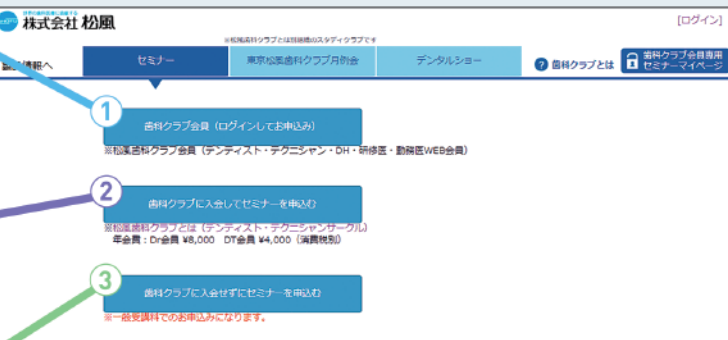 株式会社 松風
[ログイン]
※松風歯科クラブとは
のスタディクラブです
情報へ
セミナー
東京松風歯科クラブ月例会
デンタルショー
? 歯科クラブとは
歯科クラブ会員専用
セミナーマイページ
1
歯科クラブ会員（ログインしてお申込み）
※松風歯科クラブ会員（デンティスト・テクニシャン・DH・研修医・勤務医WEB会員）
2
歯科クラブに入会してセミナーを申込む
※松風歯科クラブとは（デンティスト・テクニシャンサークル）
年会費：Dr会員 ¥8,000 DT会員 ¥4,000（消費税別）
3
歯科クラブに入会せずにセミナーを申込む
※一般受講料でのお申込みになります。